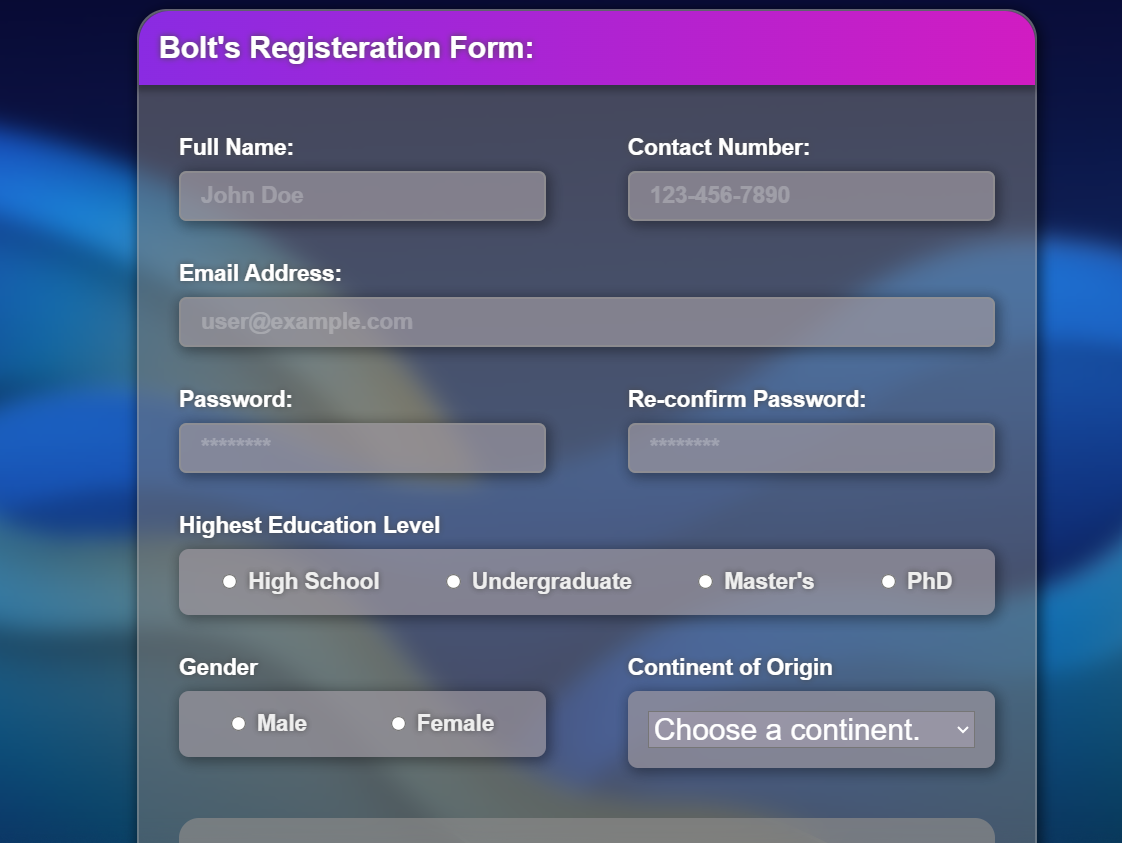 Bolt's Registeration Form:
Full Name: Contact Number:
John Doe 123-456-7890
Email Address:
user@example.com
Password: Re-confirm Password:
******** ********
Highest Education Level
High School Undergraduate Master's PhD
Gender Continent of Origin
Male Female Choose a continent.